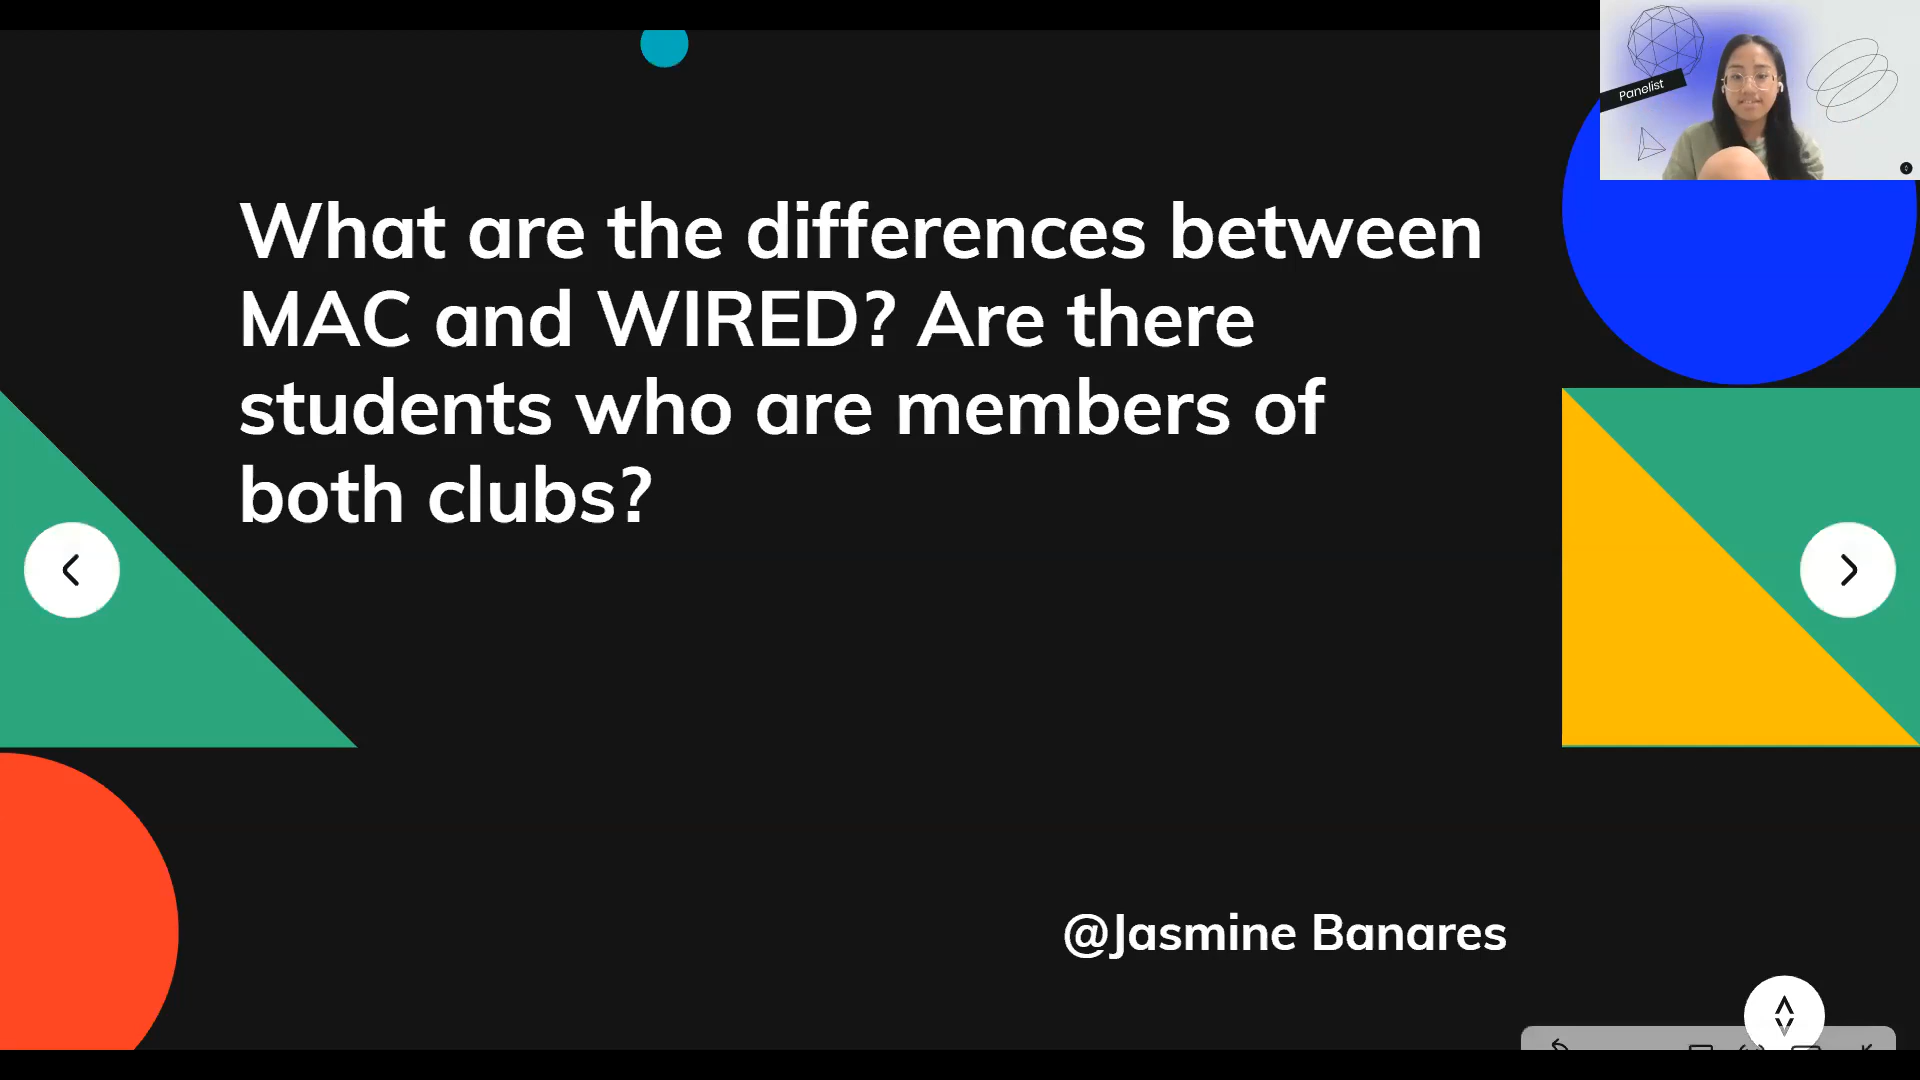 Panelist
What are the differences between
MAC and WIRED? Are there
students who are members of
both clubs?
@Jasmine Banares